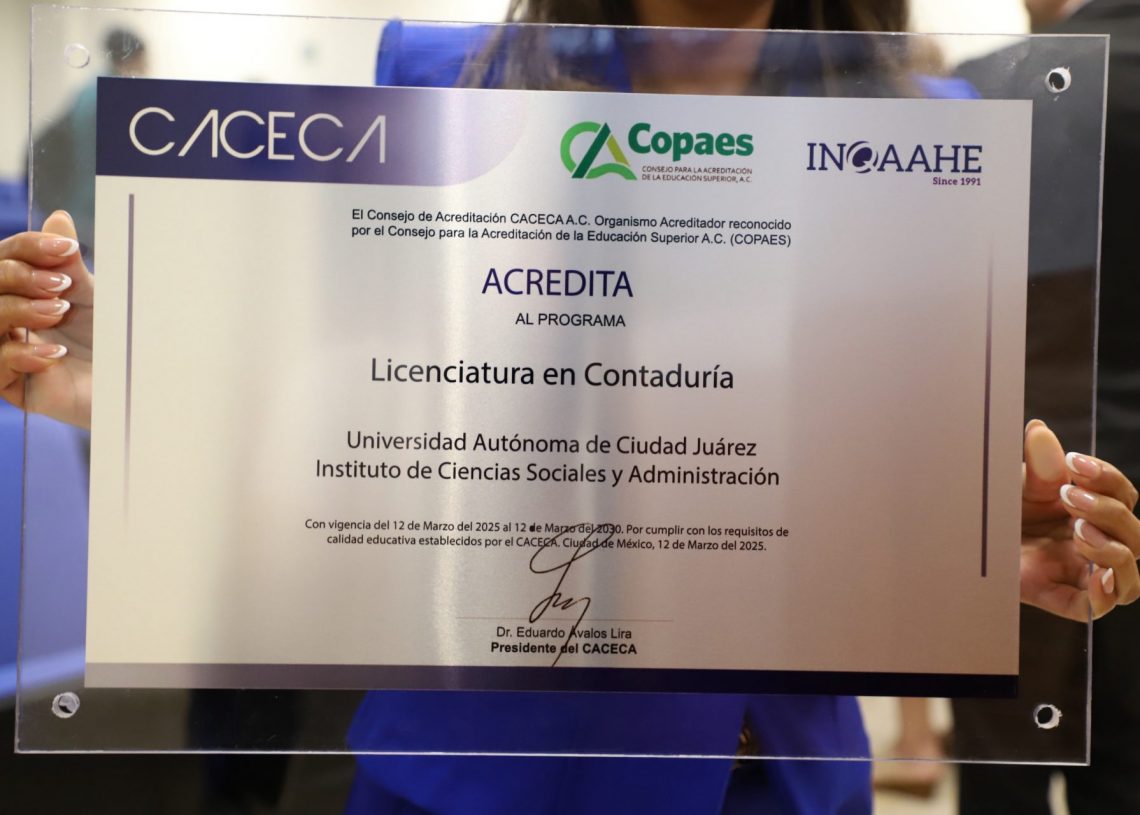 CACECA
Copaes
CONSEJO PARA LA ACREDITACIÓN
DE LA EDUCACIÓN SUPERIOR, A.C.
INQAAHE
Since 1991
El Consejo de Acreditación CACECA A.C. Organismo Acreditador reconocido
por el Consejo para la Acreditación de la Educación Superior A.C. (COPAES)
ACREDITA
AL PROGRAMA
Licenciatura en Contaduría
Universidad Autónoma de Ciudad Juárez
Instituto de Ciencias Sociales y Administración
Con vigencia del 12 de Marzo del 2025 al 12 de Marzo del 2030. Por cumplir con los requisitos de
calidad educativa establecidos por el CACECA. Ciudad de México, 12 de Marzo del 2025.
Dr. Eduardo Ávalos Lira
Presidente del CACECA